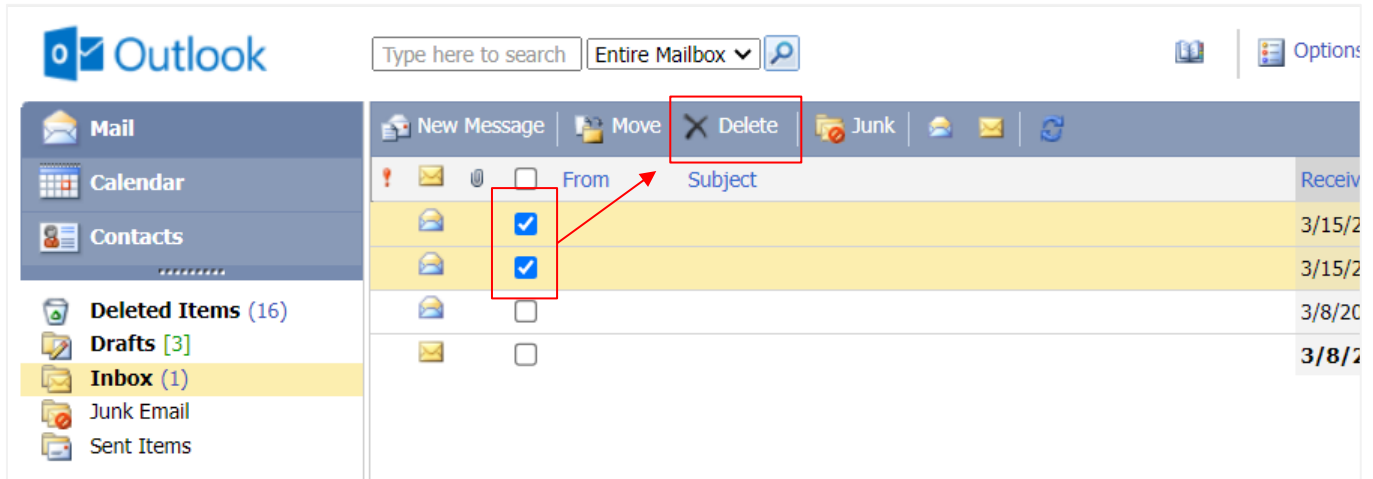 Outlook
Type here to search Entire Mailbox
Options
Mail
New Message Move Delete Junk
Calendar
From Subject Receiv
Contacts
3/15/2
3/15/2
Deleted Items (16)
3/8/20
Drafts [3]
3/8/2
Inbox (1)
Junk Email
Sent Items